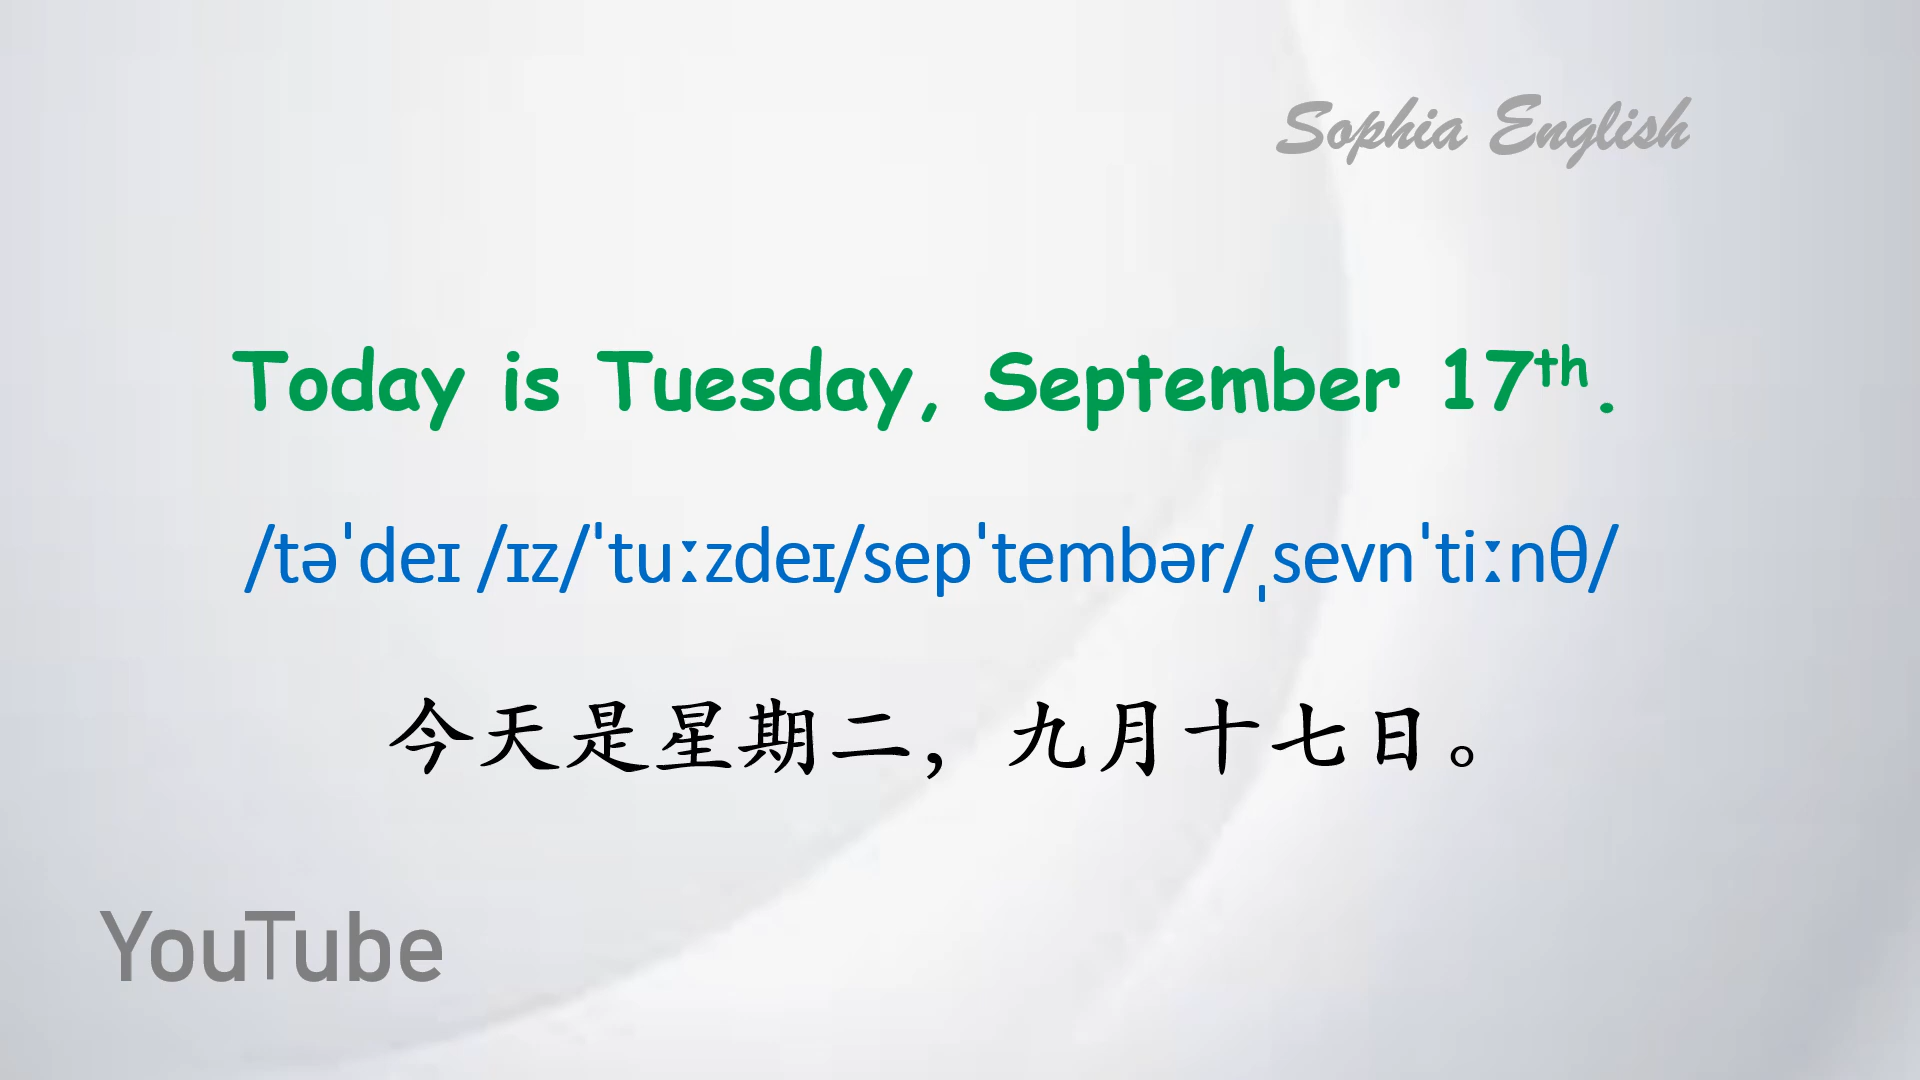 Sophia English
Today is Tuesday, September 17th.
/təˈdeɪ /ɪz/ˈtuːzdeɪ/sepˈtembər/ˌsevnˈtiːnθ/
今天是星期二，九月十七日。
YouTube